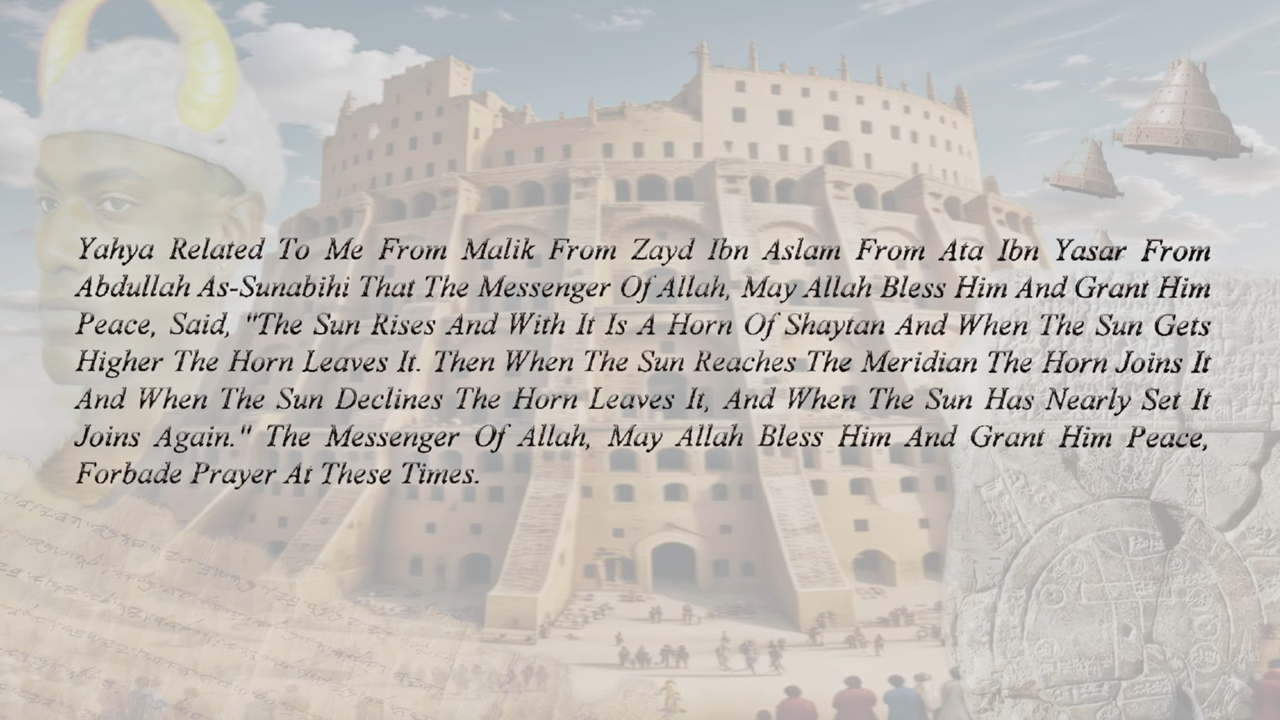 Yahya Related To Me From Malik From Zayd Ibn Aslam From Ata Ibn Yasar From
Abdullah As-Sunabihi That The Messenger Of Allah, May Allah Bless Him And Grant Him
Peace, Said, "The Sun Rises And With It Is A Horn Of Shaytan And When The Sun Gets
Higher The Horn Leaves It. Then When The Sun Reaches The Meridian The Horn Joins It
And When The Sun Declines The Horn Leaves It, And When The Sun Has Nearly Set It
Joins Again." The Messenger Of Allah, May Allah Bless Him And Grant Him Peace,
Forbade Prayer At These Times.